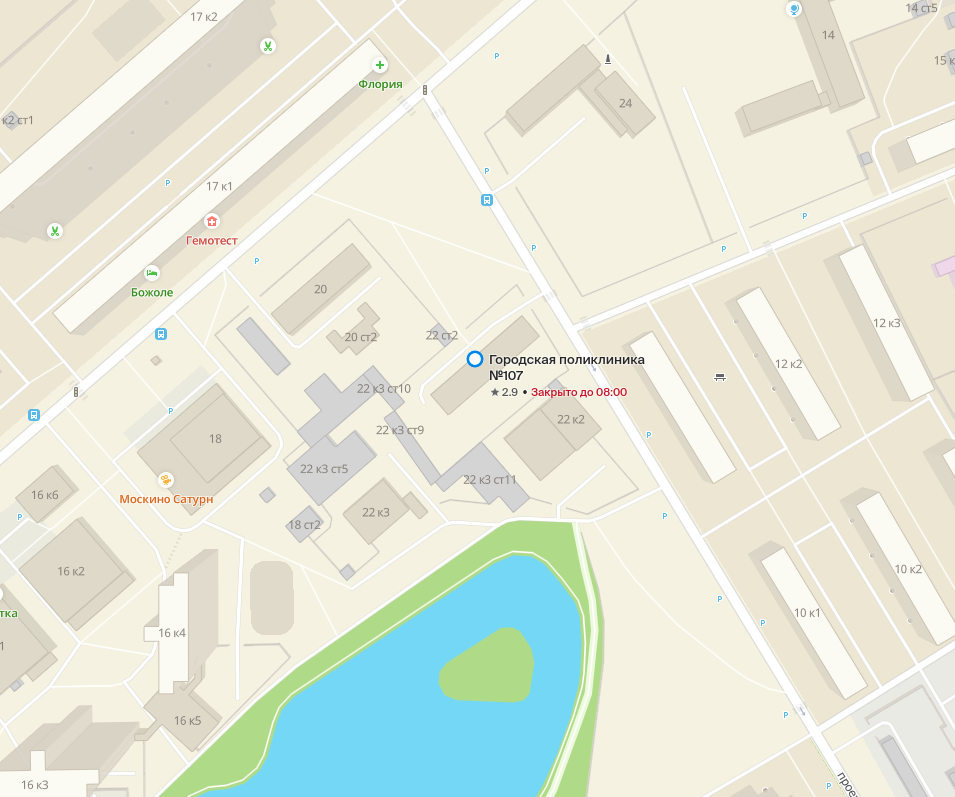 17 к2
14 ст5
14
15 к
Флория
24
к2 ст1
P
P
17 к1
P
P
Гемотест
P
P
P
Божоле
20
20 ст2
22 ст2
12 к3
Городская поликлиника
№107
2.9 • Закрыто до 08:00
12 к2
22 к3 ст10
P
22 к2
22 к3 ст9
18
P
22 к3 ст5
22 к3 ст11
Москино Сатурн
16 к6
P
22 к3
P
18 ст2
16 к2
10 к2
P
тка
10 к1
P
1
16 к4
16 к5
P
16 к3
P
проез